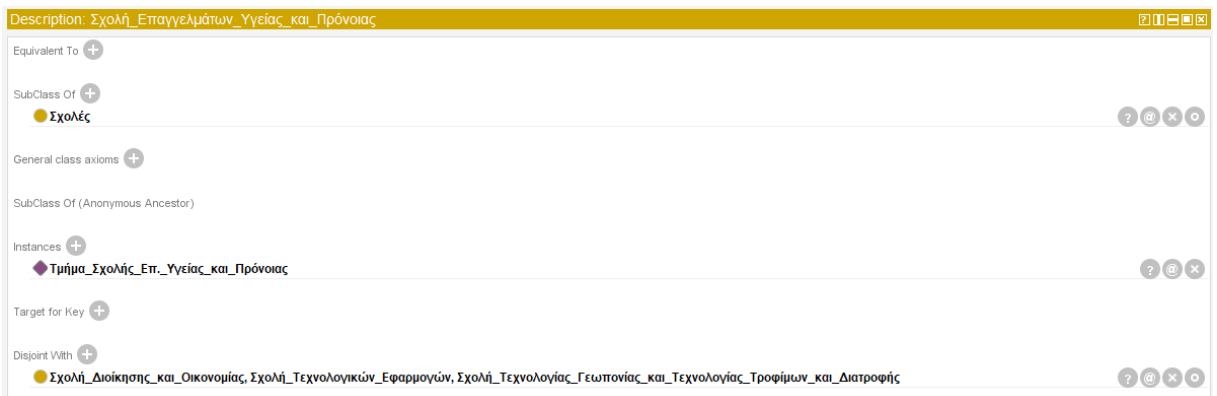 Description: Σχολή_Επαγγελμάτων_Υγείας_και_Πρόνοιας
Equivalent To
SubClass Of
Σχολές
General class axioms
SubClass Of (Anonymous Ancestor)
Instances
Τμήμα_Σχολής_Επ._Υγείας_και_Πρόνοιας
Target for Key
Disjoint With
Σχολή_Διοίκησης_και_Οικονομίας, Σχολή_Τεχνολογικών_Εφαρμογών, Σχολή_Τεχνολογίας_Γεωπονίας_και_Τεχνολογίας_Τροφίμων_και_Διατροφής